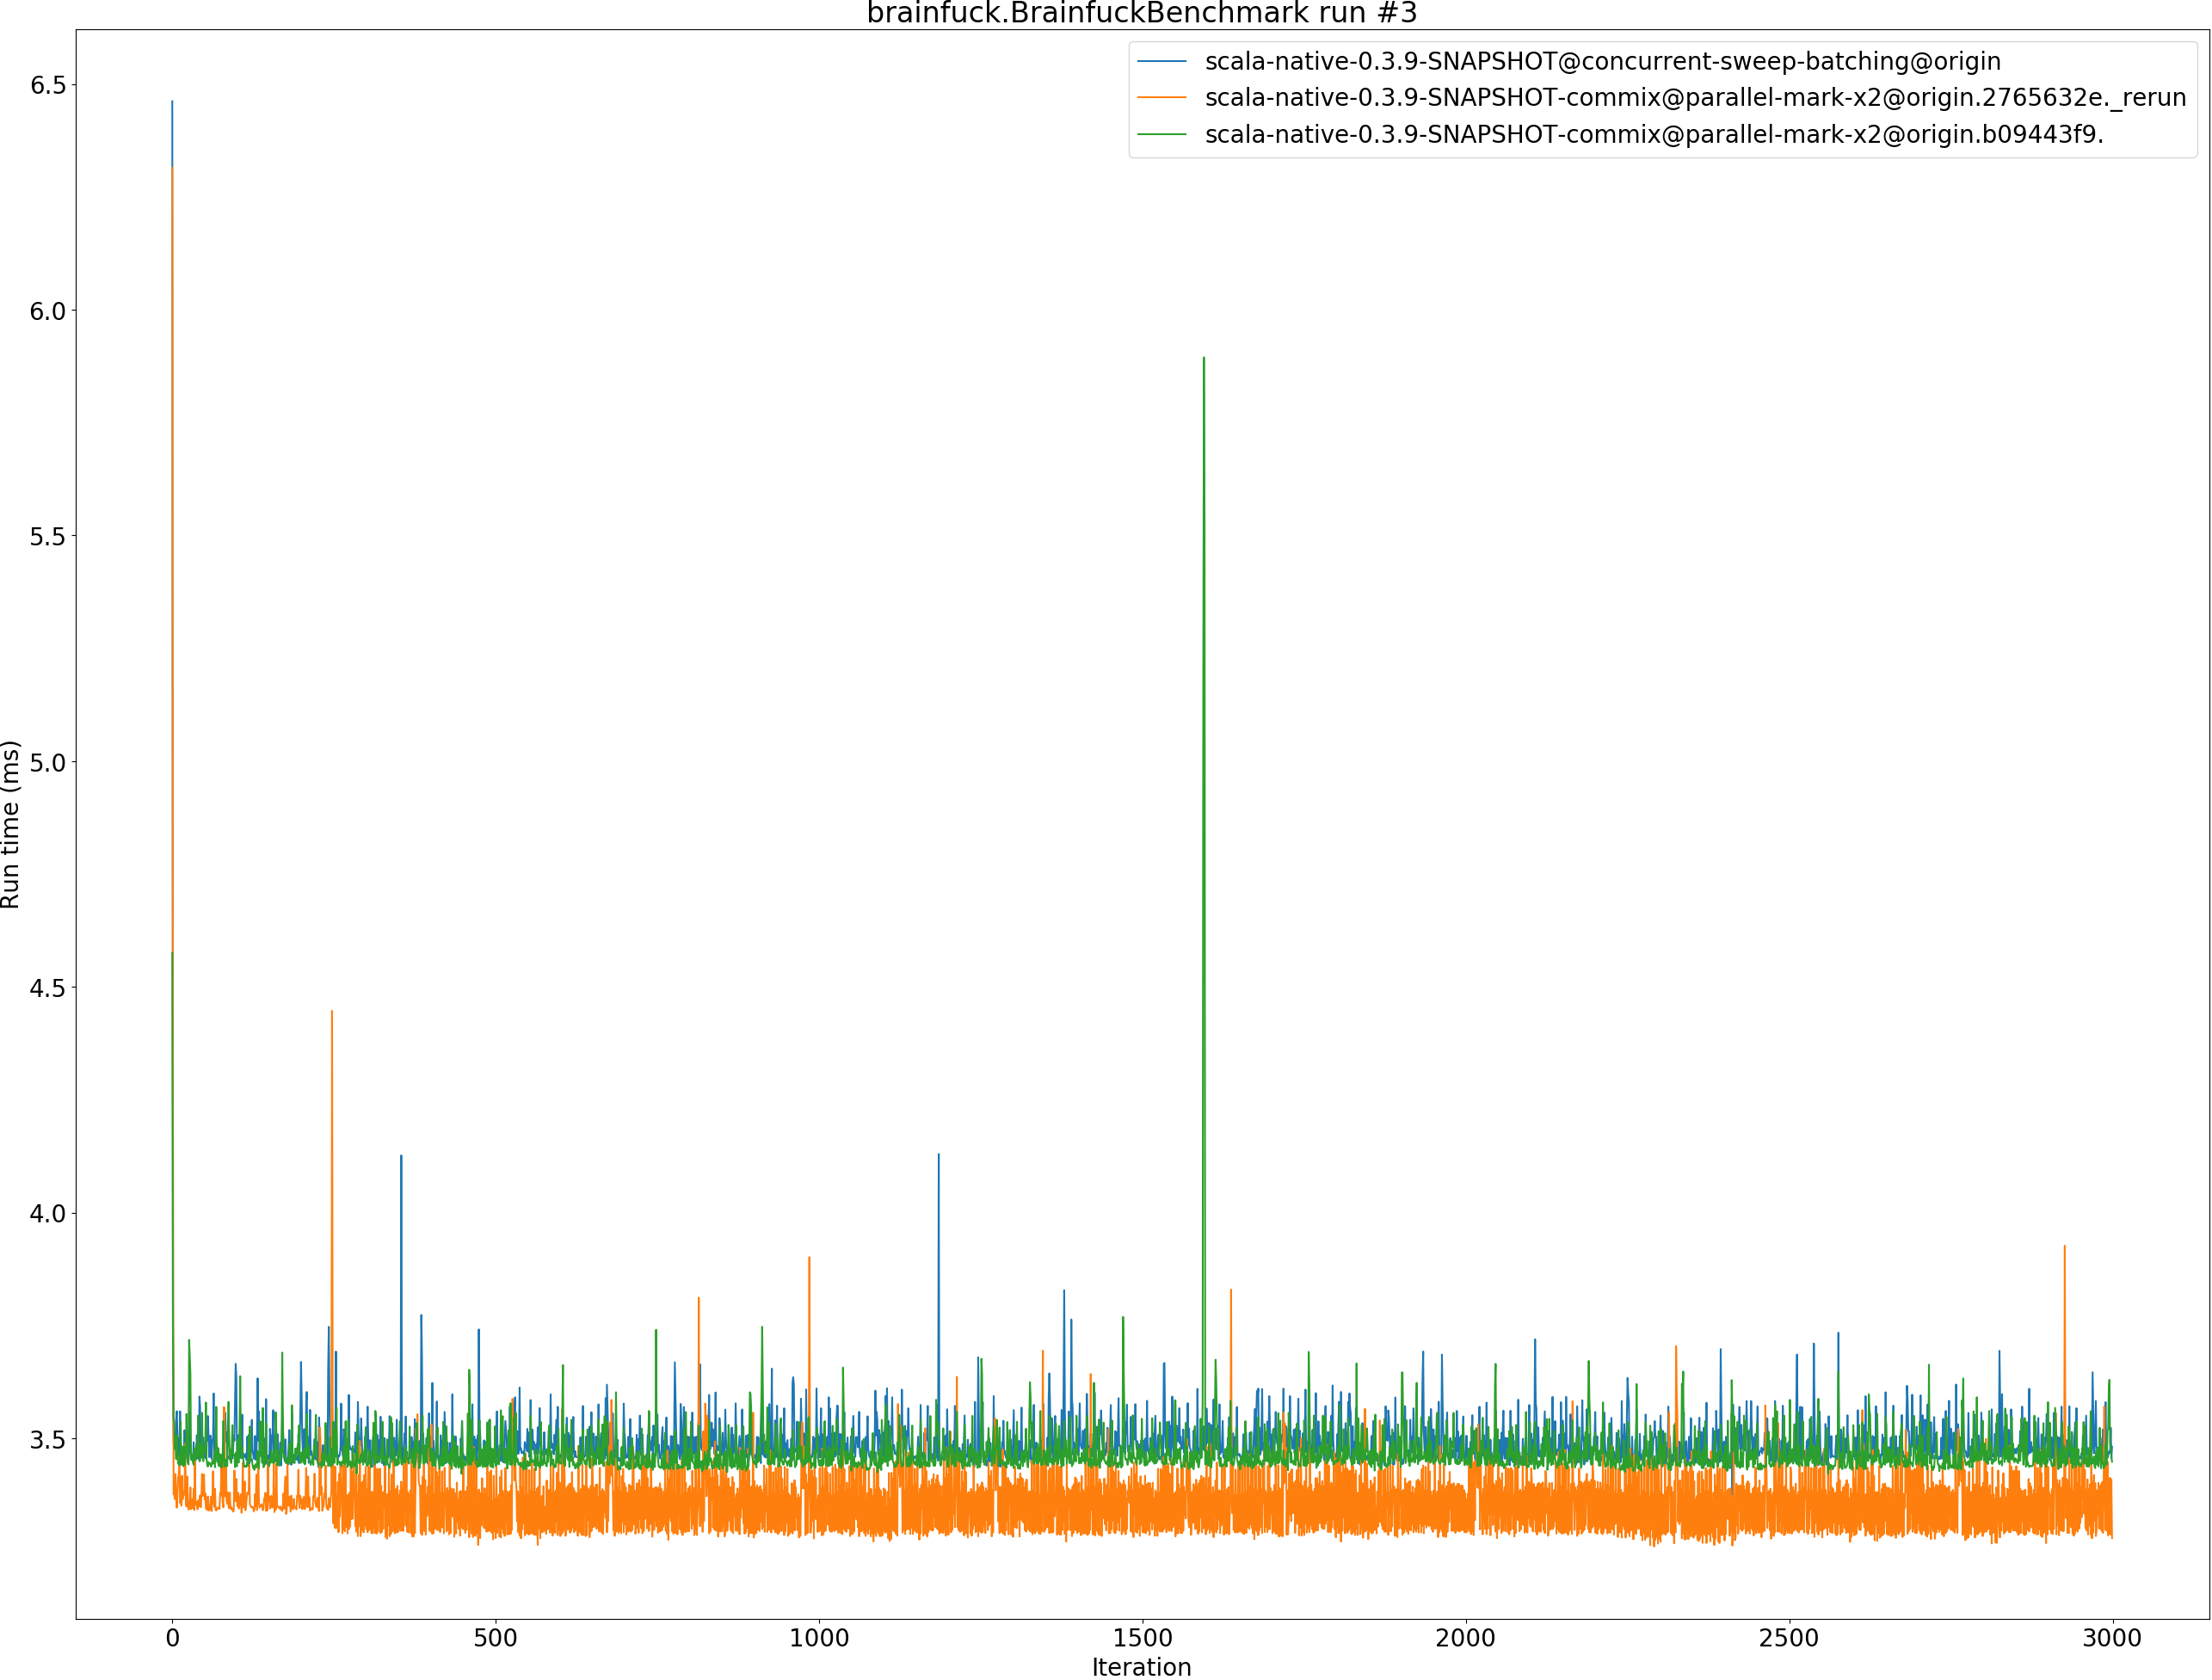 brainfuck.BrainfuckBenchmark run #3
scala-native-0.3.9-SNAPSHOT@concurrent-sweep-batching@origin
scala-native-0.3.9-SNAPSHOT-commix@parallel-mark-x2@origin.2765632e._rerun
scala-native-0.3.9-SNAPSHOT-commix@parallel-mark-x2@origin.b09443f9.
6.5
6.0
5.5
5.0
4.5
4.0
3.5
Run time (ms)
0 500 1000 1500 2000 2500 3000
Iteration